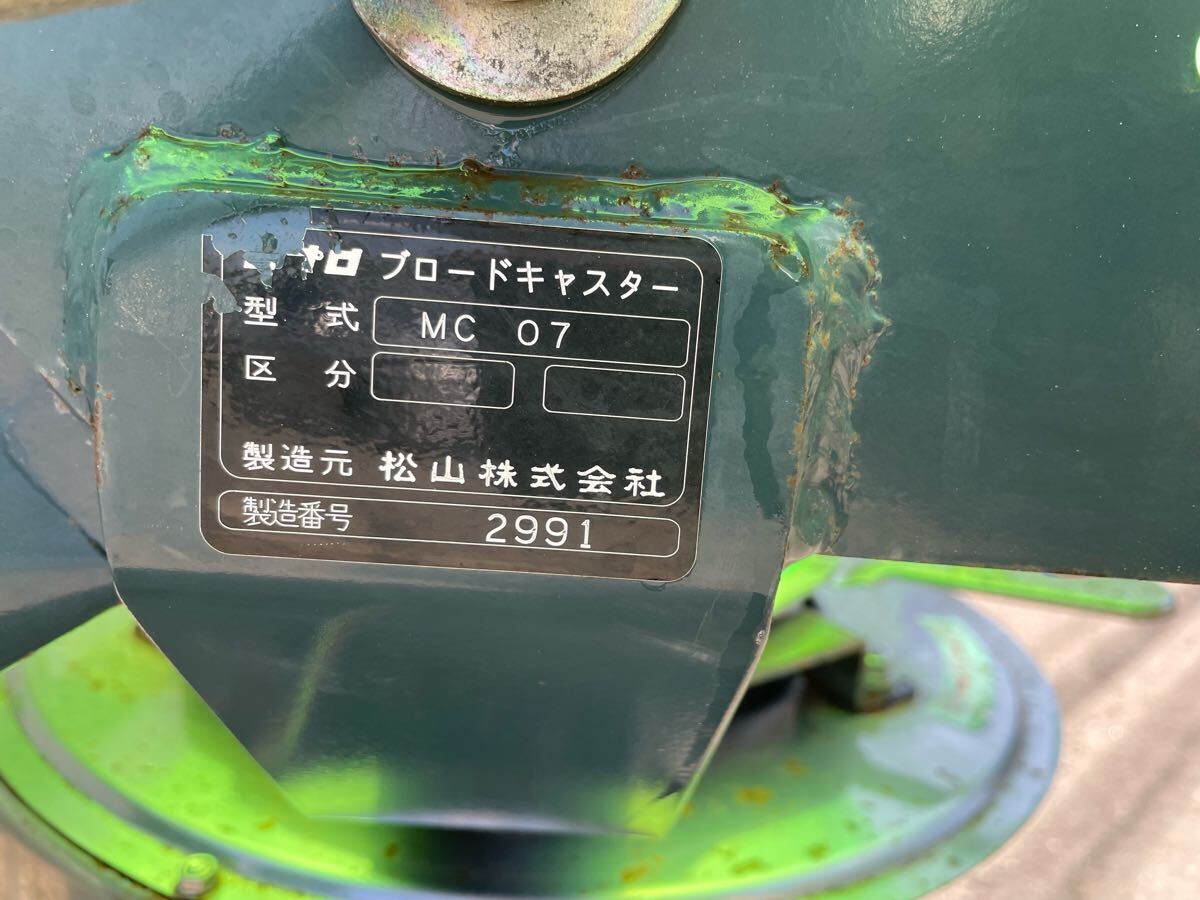 ブロードキャスター
型式 MC 07
区分
製造元 松山株式会社
製造番号 2991